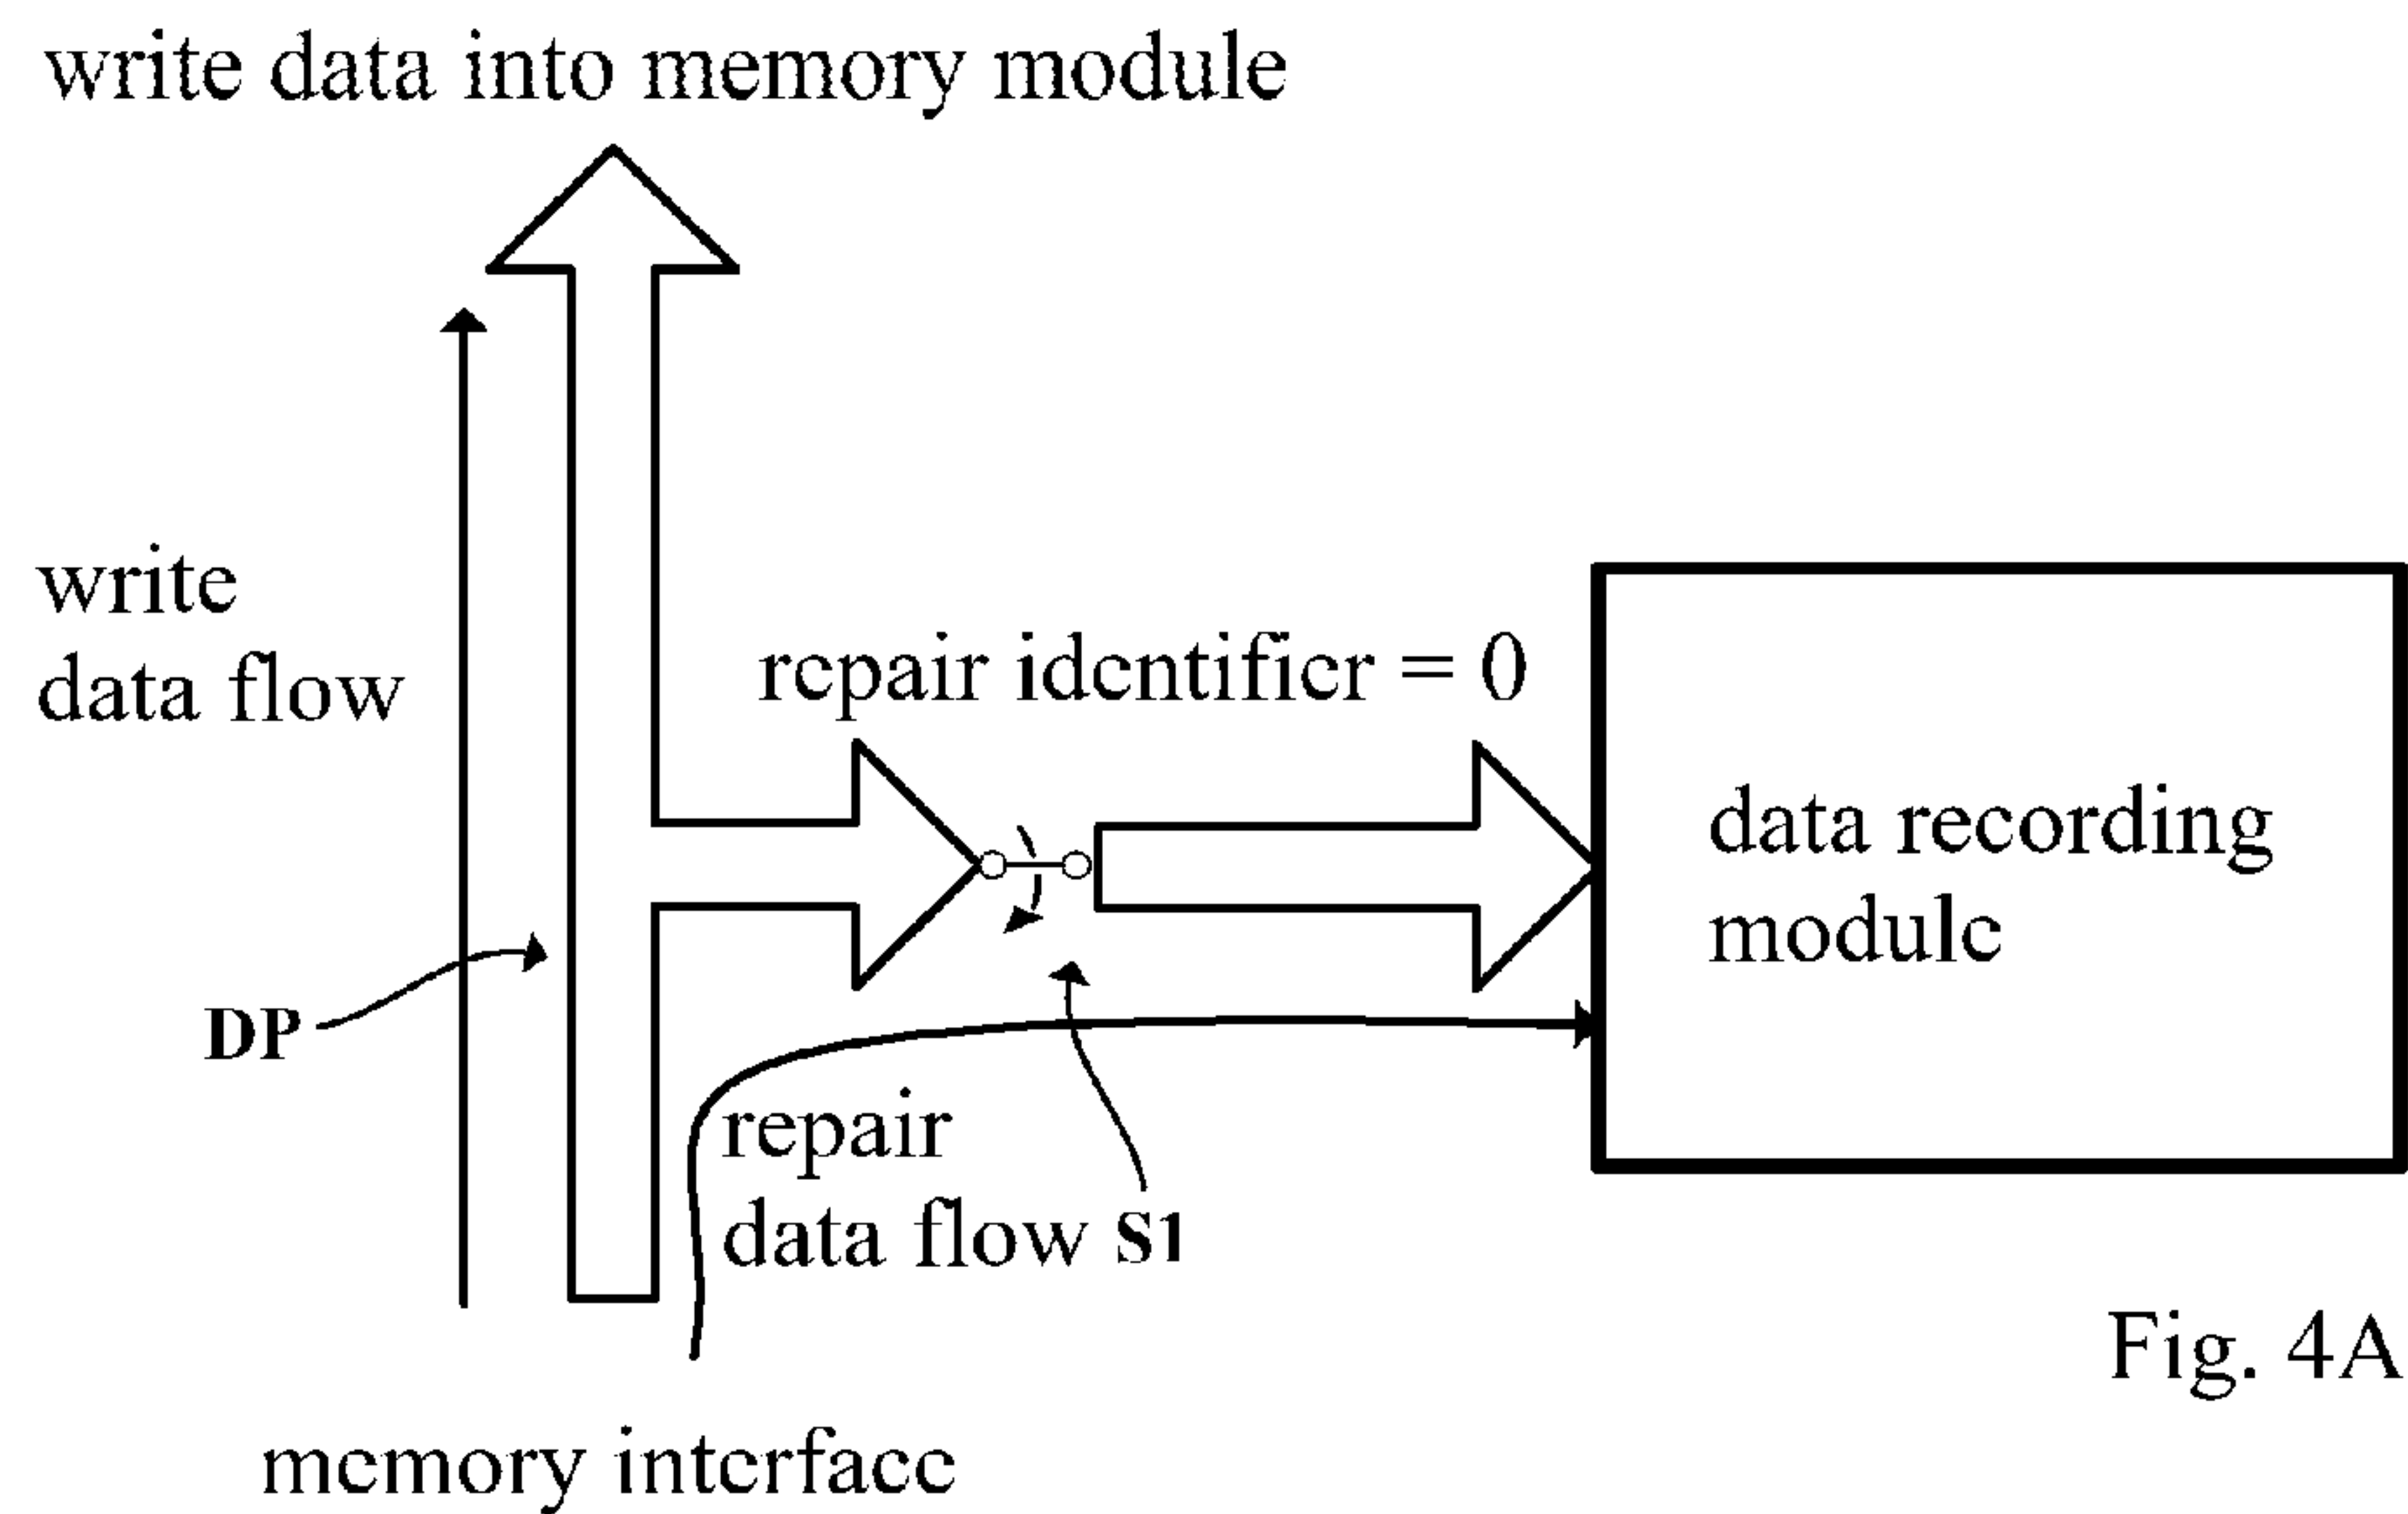 write data into memory module
write
data flow
repair identifier = 0
data recording
module
DP
repair
data flow S1
Fig. 4A
memory interface